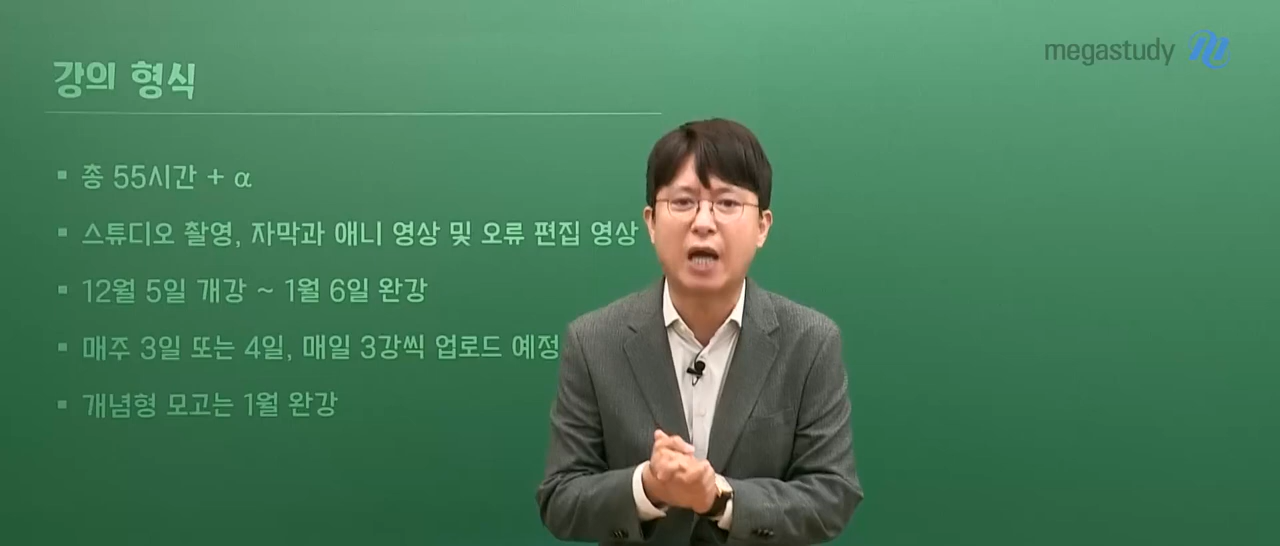 megastudy
강의 형식
▪ 총 55시간 + α
▪ 스튜디오 촬영, 자막과 애니 영상 및 오류 편집 영상
▪ 12월 5일 개강 ~ 1월 6일 완강
▪ 매주 3일 또는 4일, 매일 3강씩 업로드 예정
▪ 개념형 모고는 1월 완강